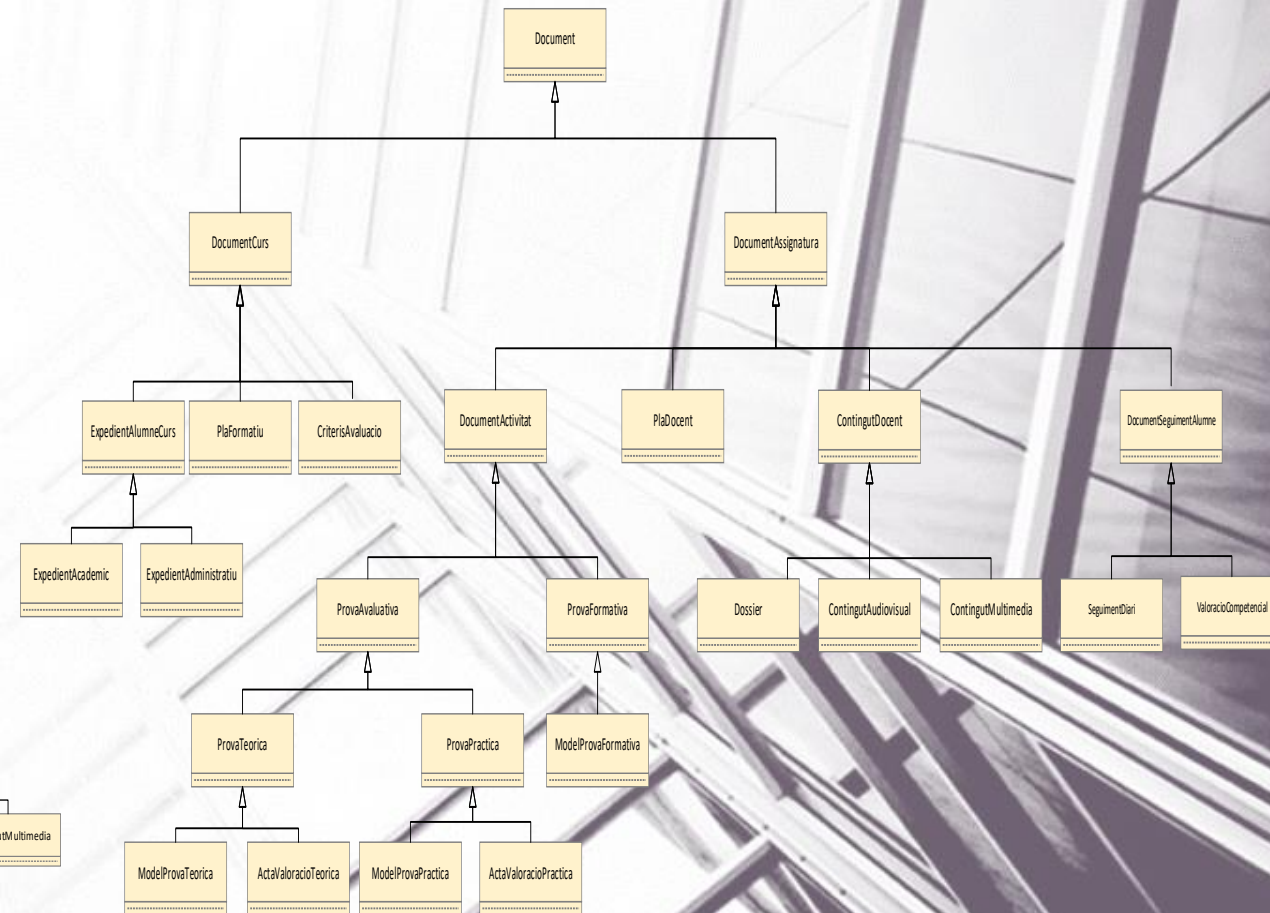 Document
DocumentCurs
DocumentAssignatura
ExpedientAlumneCurs
PlaFormatiu
CriterisAvaluacio
DocumentActivitat
PlaDocent
ContingutDocent
DocumentSeguimentAlumne
ExpedientAcademic
ExpedientAdministratiu
ProvaAvaluativa
ProvaFormativa
Dossier
ContingutAudiovisual
ContingutMultimedia
SeguimentDiari
ValoracioCompetencial
ProvaTeorica
ProvaPractica
ModelProvaFormativa
utMultimedia
ModelProvaTeorica
ActaValoracioTeorica
ModelProvaPractica
ActaValoracioPractica